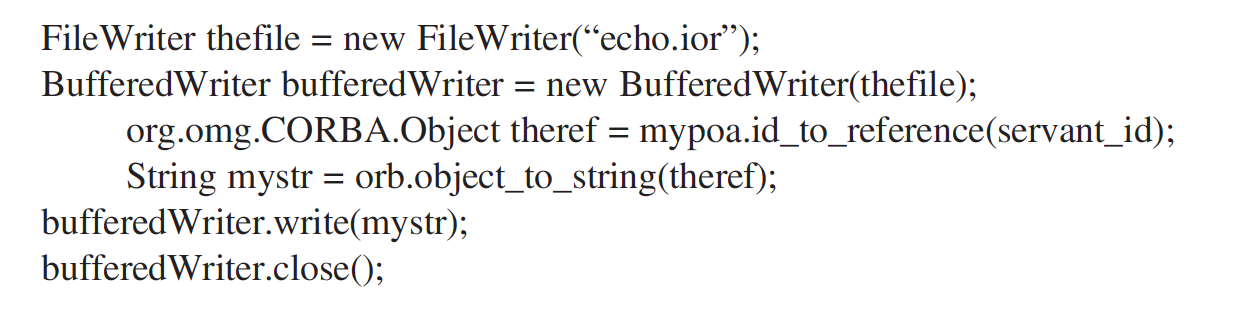 FileWriter thefile = new FileWriter(“echo.ior”);
BufferedWriter bufferedWriter = new BufferedWriter(thefile);
org.omg.CORBA.Object theref = mypoa.id_to_reference(servant_id);
String mystr = orb.object_to_string(theref);
bufferedWriter.write(mystr);
bufferedWriter.close();